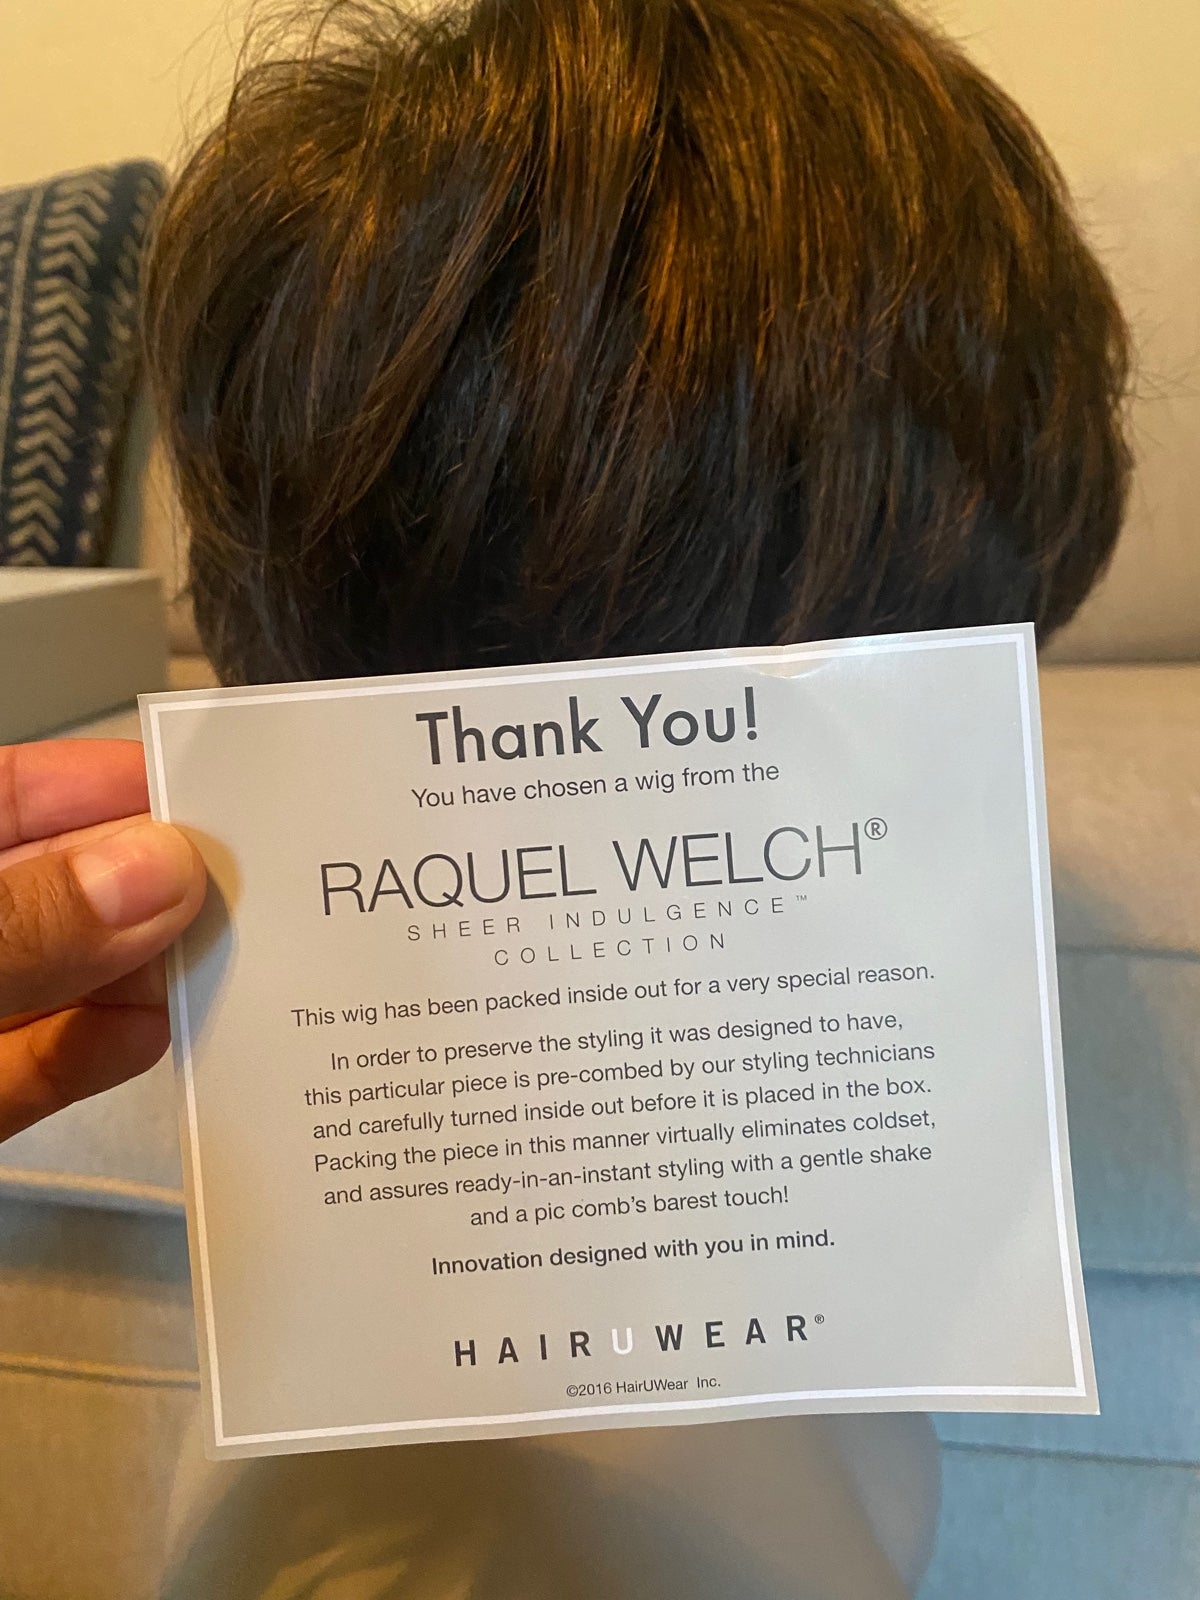 Thank You!
You have chosen a wig from the
RAQUEL WELCH®
SHEER INDULGENCE™
COLLECTION
This wig has been packed inside out for a very special reason.
In order to preserve the styling it was designed to have,
this particular piece is pre-combed by our styling technicians
and carefully turned inside out before it is placed in the box.
Packing the piece in this manner virtually eliminates coldset,
and assures ready-in-an-instant styling with a gentle shake
and a pic comb's barest touch!
Innovation designed with you in mind.
HAIRUWEAR®
©2016 HairUWear Inc.